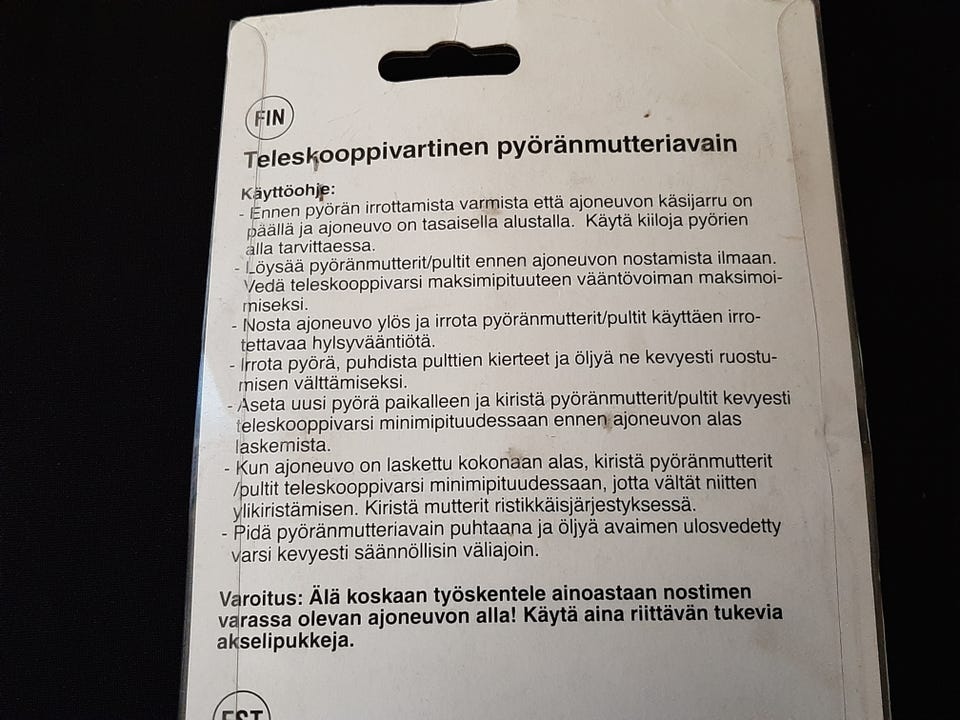 FIN
Teleskooppivartinen pyöränmutteriavain
Käyttöohje:
- Ennen pyörän irrottamista varmista että ajoneuvon käsijarru on
päällä ja ajoneuvo on tasaisella alustalla. Käytä kiiloja pyörien
alla tarvittaessa.
- Löysää pyöränmutterit/pultit ennen ajoneuvon nostamista ilmaan.
Vedä teleskooppivarsi maksimipituuteen vääntövoiman maksimoi-
miseksi.
- Nosta ajoneuvo ylös ja irrota pyöränmutterit/pultit käyttäen irro-
tettavaa hylsyvääntiötä.
- Irrota pyörä, puhdista pulttien kierteet ja öljyä ne kevyesti ruostu-
misen välttämiseksi.
- Aseta uusi pyörä paikalleen ja kiristä pyöränmutterit/pultit kevyesti
teleskooppivarsi minimipituudessaan ennen ajoneuvon alas
laskemista.
- Kun ajoneuvo on laskettu kokonaan alas, kiristä pyöränmutterit
/pultit teleskooppivarsi minimipituudessaan, jotta vältät niitten
ylikiristämisen. Kiristä mutterit ristikkäisjärjestyksessä.
- Pidä pyöränmutteriavain puhtaana ja öljyä avaimen ulosvedetty
varsi kevyesti säännöllisin väliajoin.
Varoitus: Älä koskaan työskentele ainoastaan nostimen
varassa olevan ajoneuvon alla! Käytä aina riittävän tukevia
akselipukkeja.
EST